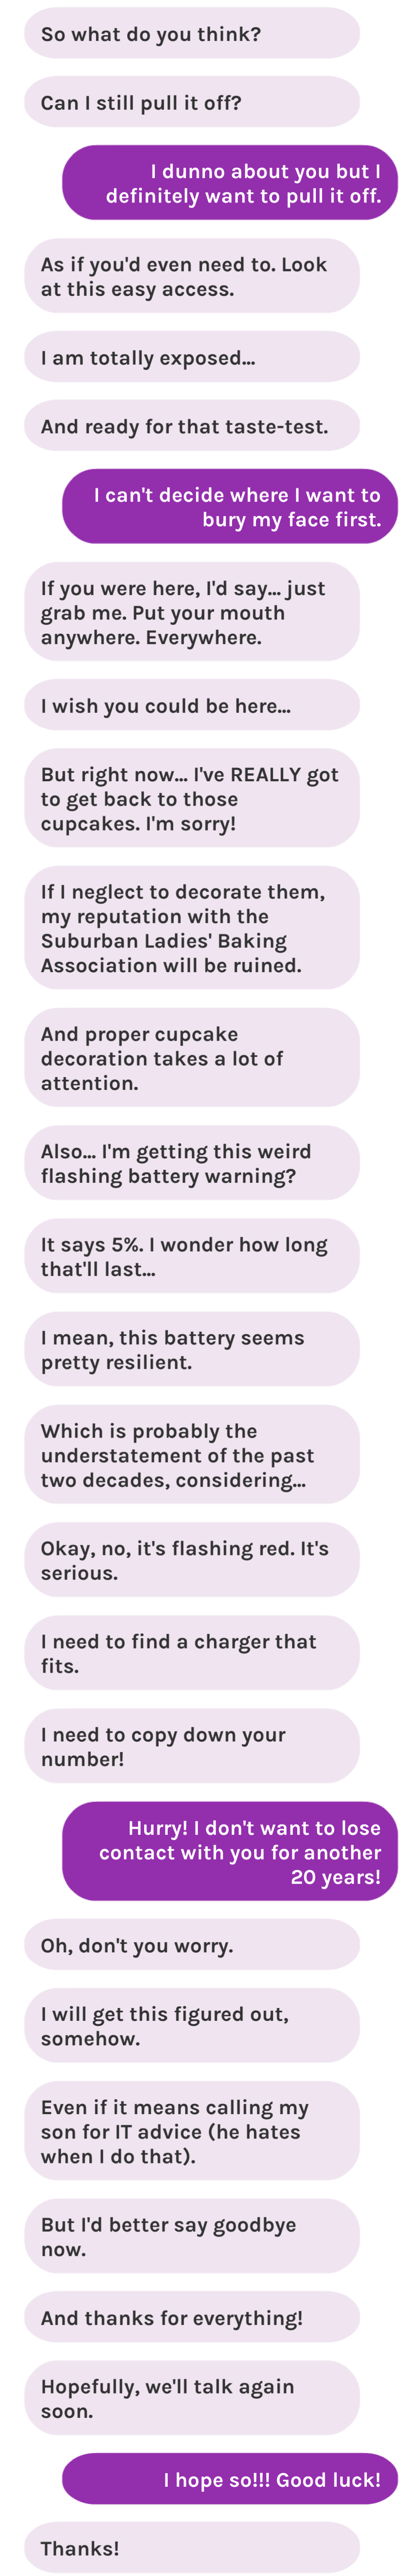 So what do you think?
Can I still pull it off?
I dunno about you but I
definitely want to pull it off.
As if you'd even need to. Look
at this easy access.
I am totally exposed...
And ready for that taste-test.
I can't decide where I want to
bury my face first.
If you were here, I'd say... just
grab me. Put your mouth
anywhere. Everywhere.
I wish you could be here...
But right now... I've REALLY got
to get back to those
cupcakes. I'm sorry!
If I neglect to decorate them,
my reputation with the
Suburban Ladies' Baking
Association will be ruined.
And proper cupcake
decoration takes a lot of
attention.
Also... I'm getting this weird
flashing battery warning?
It says 5%. I wonder how long
that'll last...
I mean, this battery seems
pretty resilient.
Which is probably the
understatement of the past
two decades, considering...
Okay, no, it's flashing red. It's
serious.
I need to find a charger that
fits.
I need to copy down your
number!
Hurry! I don't want to lose
contact with you for another
20 years!
Oh, don't you worry.
I will get this figured out,
somehow.
Even if it means calling my
son for IT advice (he hates
when I do that).
But I'd better say goodbye
now.
And thanks for everything!
Hopefully, we'll talk again
soon.
I hope so!!! Good luck!
Thanks!